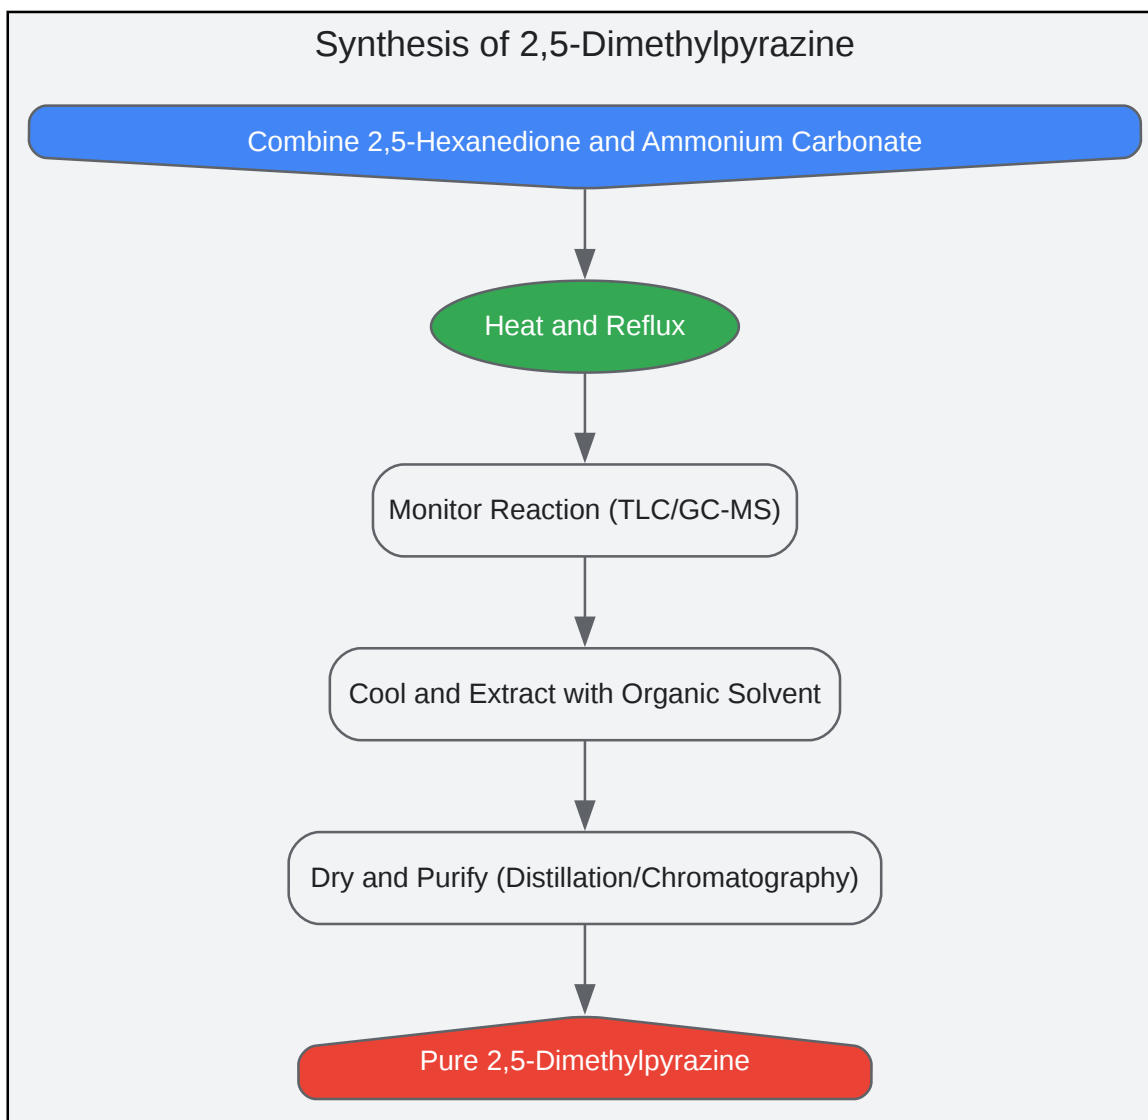 Synthesis of 2,5-Dimethylpyrazine
Combine 2,5-Hexanedione and Ammonium Carbonate
Heat and Reflux
Monitor Reaction (TLC/GC-MS)
Cool and Extract with Organic Solvent
Dry and Purify (Distillation/Chromatography)
Pure 2,5-Dimethylpyrazine